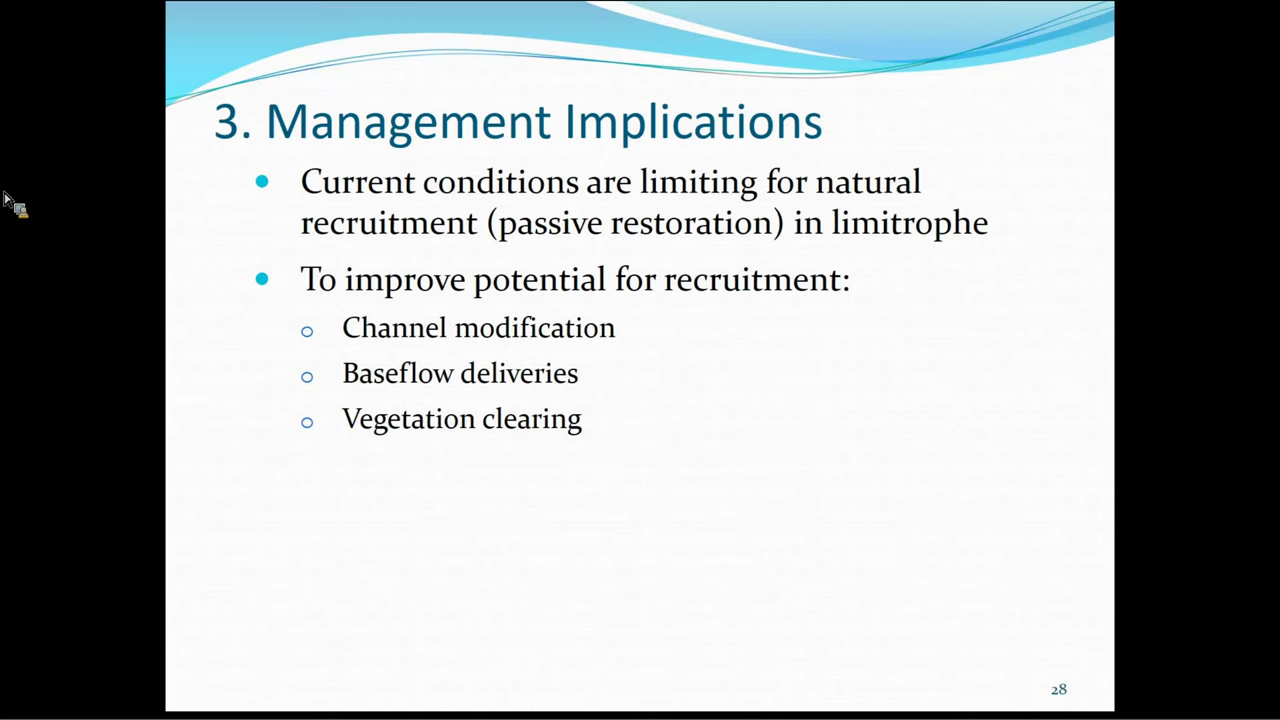 3. Management Implications
Current conditions are limiting for natural
recruitment (passive restoration) in limitrophe
To improve potential for recruitment:
Channel modification
Baseflow deliveries
Vegetation clearing
28